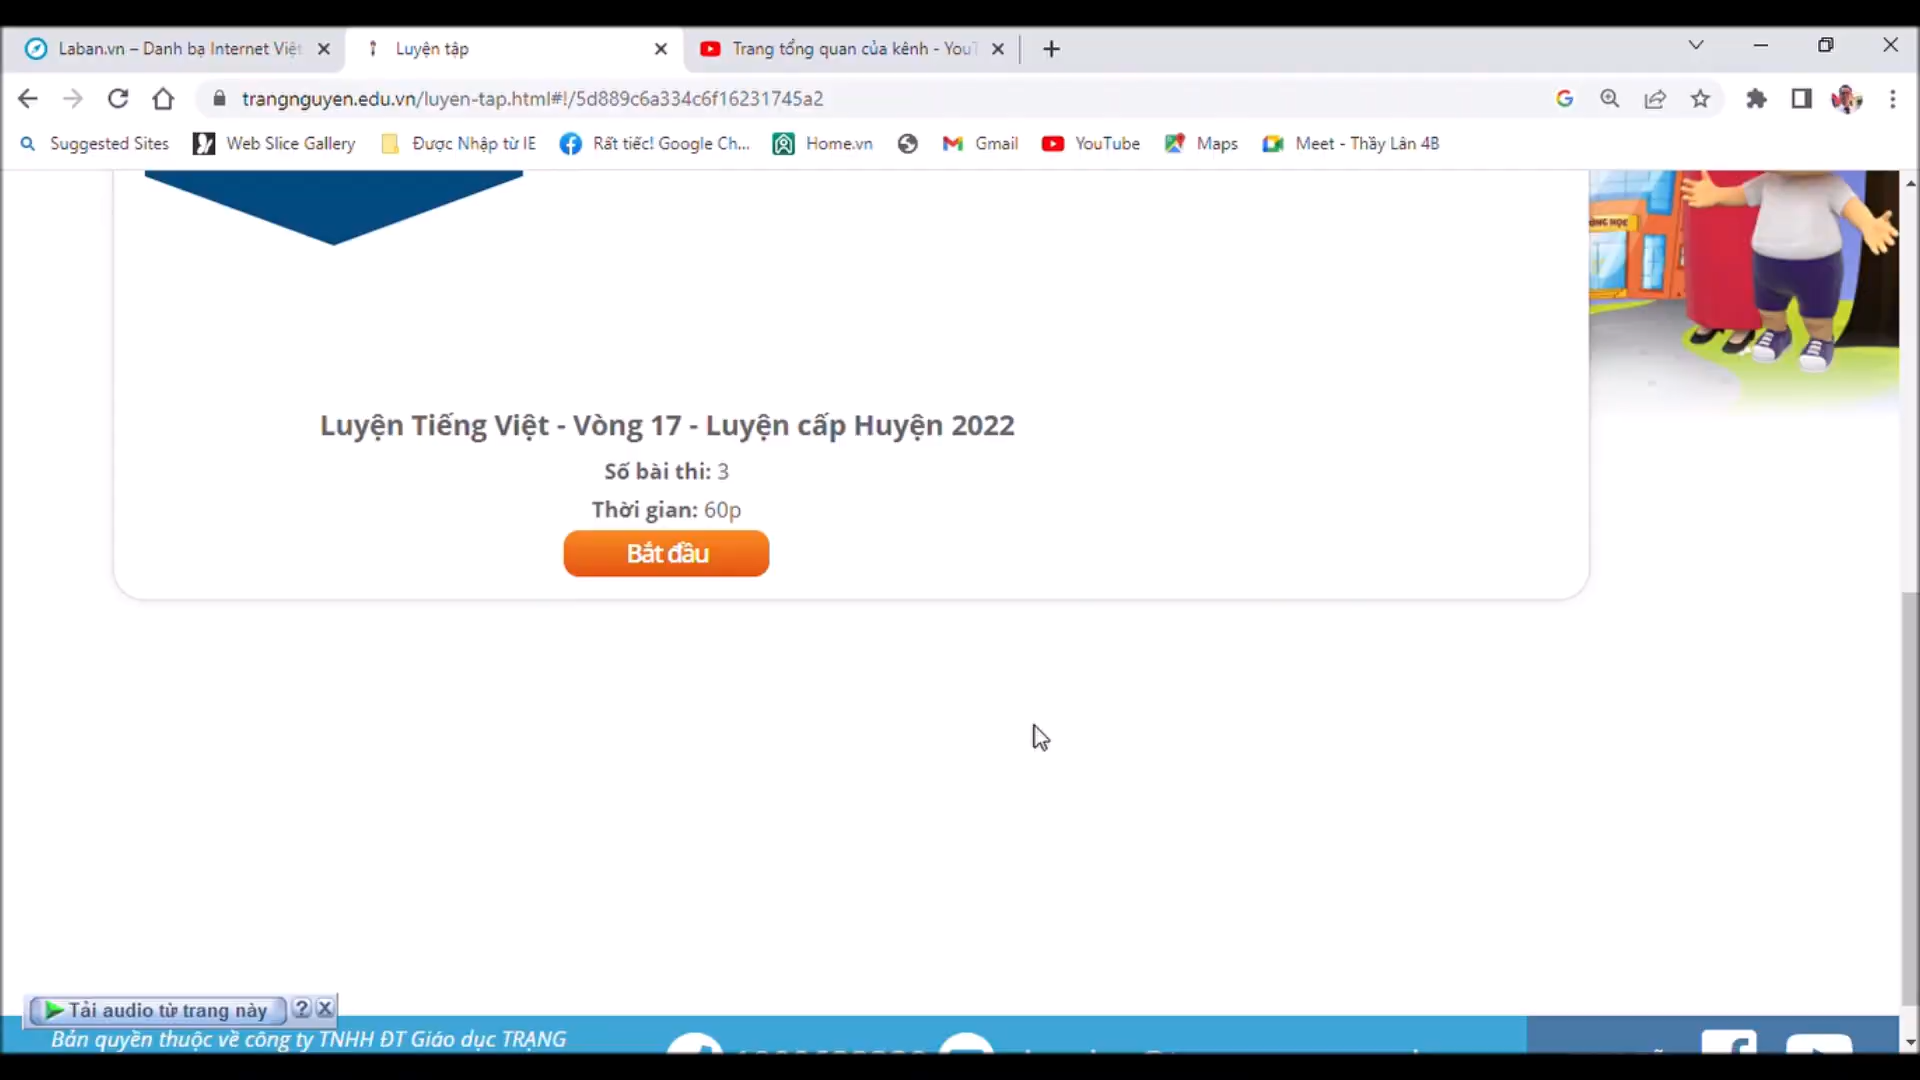 Laban.vn – Danh bạ Internet Việt
Luyện tập
Trang tổng quan của kênh - YouT
trangnguyen.edu.vn/luyen-tap.html#!/5d889c6a334c6f16231745a2
Suggested Sites
Web Slice Gallery
Được Nhập từ IE
Rất tiếc! Google Ch...
Home.vn
Gmail
YouTube
Maps
Meet - Thầy Lân 4B
Luyện Tiếng Việt - Vòng 17 - Luyện cấp Huyện 2022
Số bài thi: 3
Thời gian: 60p
Bắt đầu
Tải audio từ trang này
Bản quyền thuộc về công ty TNHH ĐT Giáo dục TRẠNG